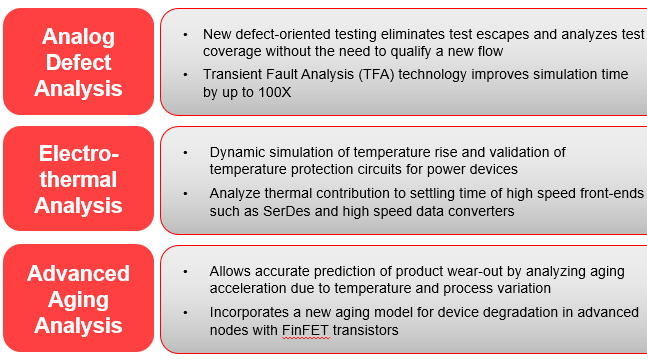 Analog
Defect
Analysis
• New defect-oriented testing eliminates test escapes and analyzes test
coverage without the need to qualify a new flow
• Transient Fault Analysis (TFA) technology improves simulation time
by up to 100X
Electro-
thermal
Analysis
• Dynamic simulation of temperature rise and validation of
temperature protection circuits for power devices
• Analyze thermal contribution to settling time of high speed front-ends
such as SerDes and high speed data converters
Advanced
Aging
Analysis
• Allows accurate prediction of product wear-out by analyzing aging
acceleration due to temperature and process variation
• Incorporates a new aging model for device degradation in advanced
nodes with FinFET transistors